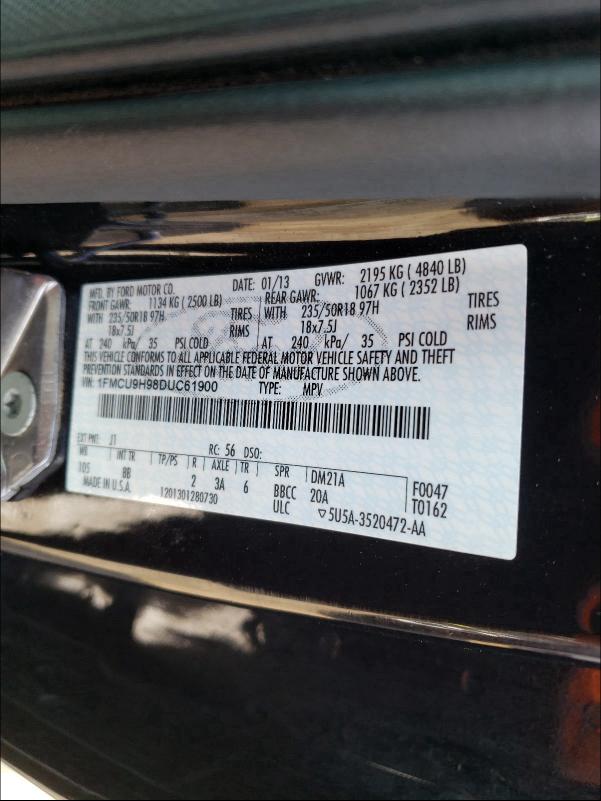 MFD. BY FORD MOTOR CO. 01/13 GVWR: 2195 KG ( 4840 LB)
FRONT GAWR: 1134 KG ( 2500 LB) REAR GAWR: 1067 KG ( 2352 LB)
WITH 235/50R18 97H TIRES WITH 235/50R18 97H TIRES
18x7.5J RIMS 18x7.5J RIMS
AT 240 kPa/ 35 PSI COLD AT 240 kPa/ 35 PSI COLD
THIS VEHICLE CONFORMS TO ALL APPLICABLE FEDERAL MOTOR VEHICLE SAFETY AND THEFT
PREVENTION STANDARDS IN EFFECT ON THE DATE OF MANUFACTURE SHOWN ABOVE.
VIN: 1FMCU9H98DUC61900 TYPE: MPV
EXT PNT: J1 RC: 56 DSO:
WB INT TR TP/PS R AXLE TR SPR DM21A F0047
105 8B 2 3A 6 BBCC 20A T0162
MADE IN U.S.A. 1201301280730 ULC ▽5U5A-3520472-AA